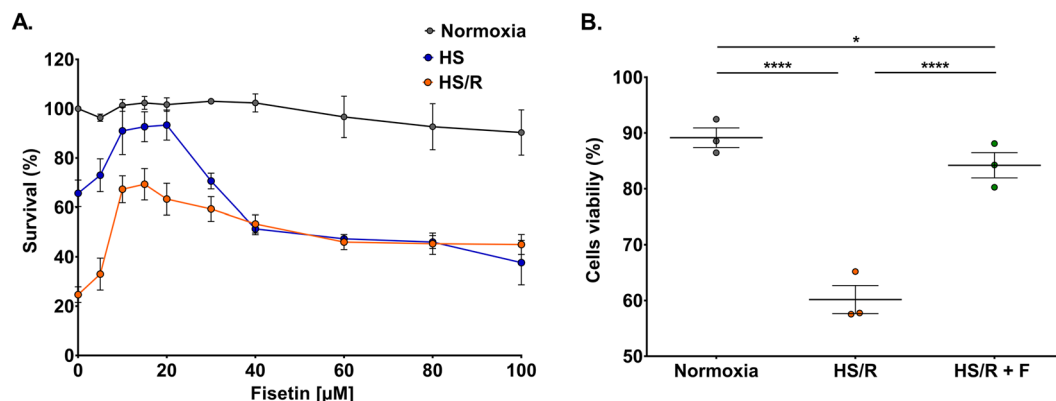 A.
Normoxia
HS
HS/R
120
100
80
60
40
20
0
Survival (%)
0 20 40 60 80 100
Fisetin [µM]
B.
*
**** ****
100
90
80
70
60
50
Cells viabiliy (%)
Normoxia HS/R HS/R + F